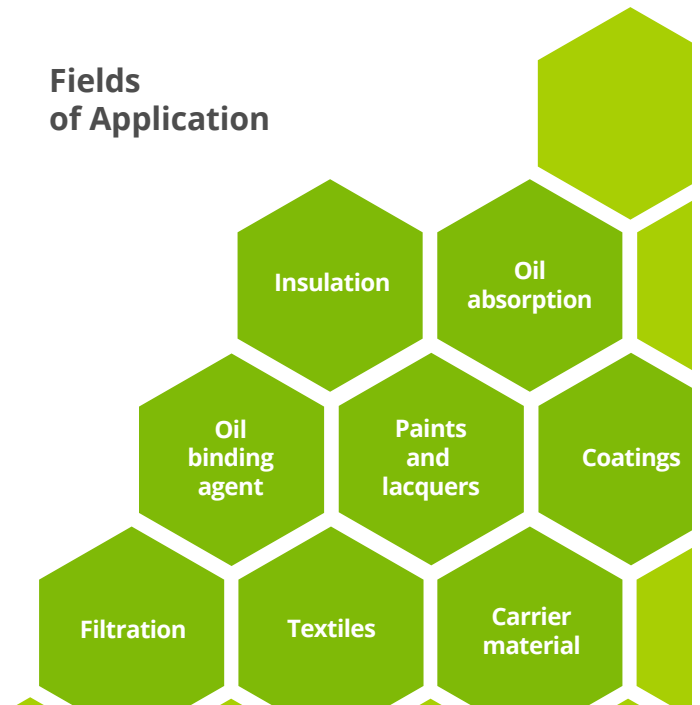 Fields
of Application
Insulation
Oil
absorption
Oil
binding
agent
Paints
and
lacquers
Coatings
Filtration
Textiles
Carrier
material